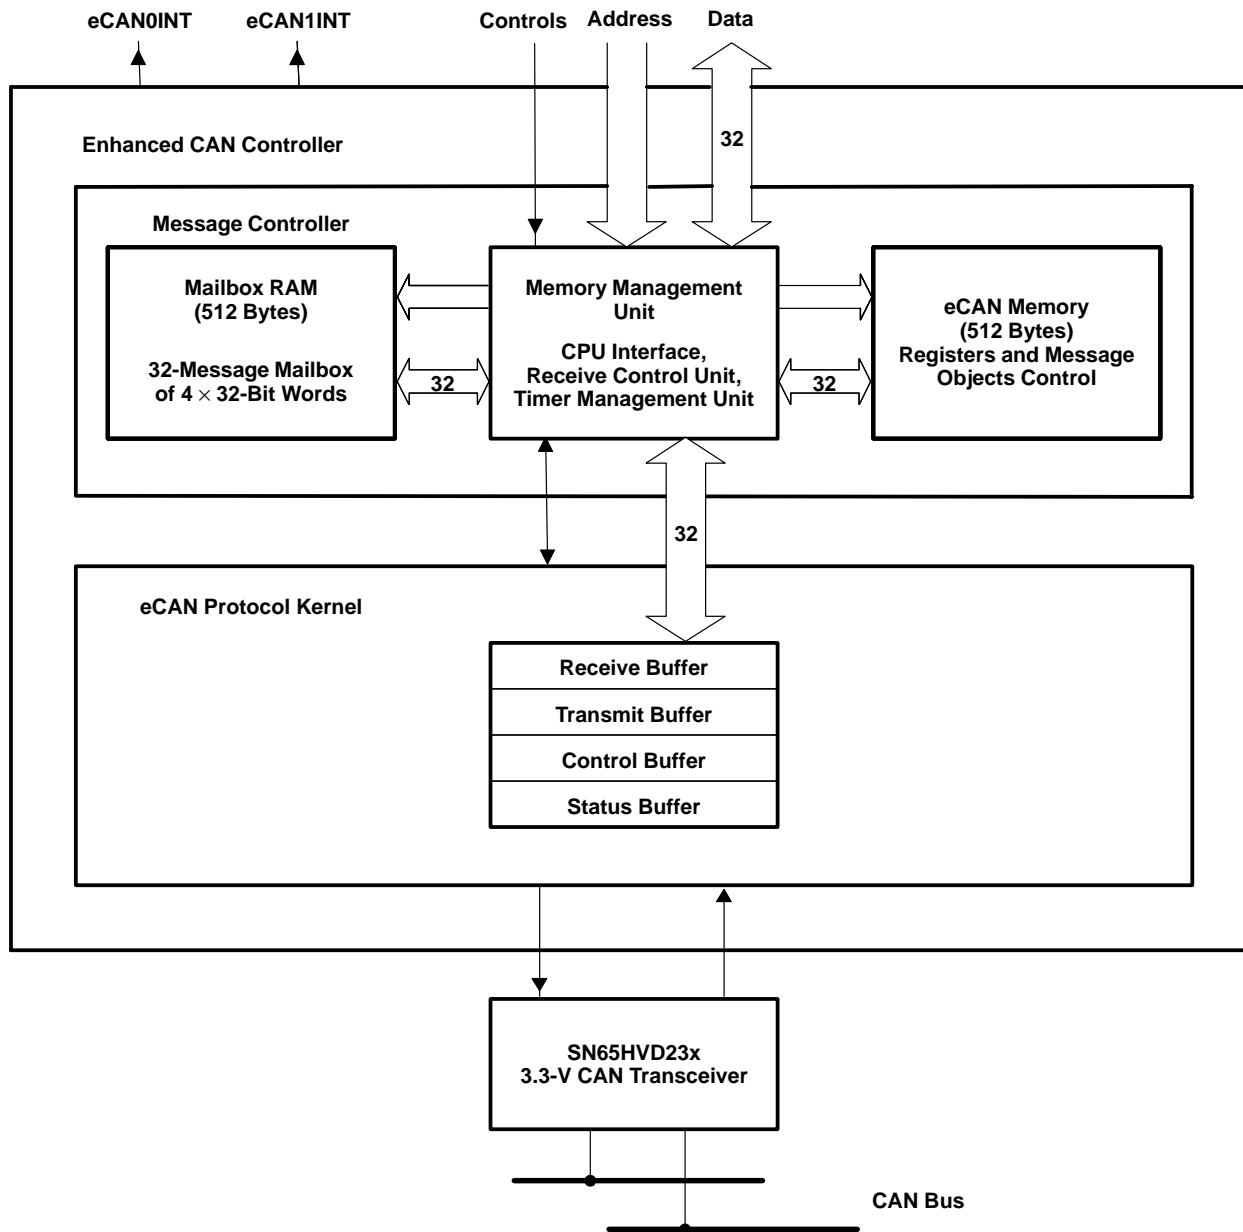 eCAN0INT
eCAN1INT
Controls
Address
Data
32
Enhanced CAN Controller
Message Controller
Mailbox RAM
(512 Bytes)
32-Message Mailbox
of 4 × 32-Bit Words
32
Memory Management
Unit
CPU Interface,
Receive Control Unit,
Timer Management Unit
32
eCAN Memory
(512 Bytes)
Registers and Message
Objects Control
32
eCAN Protocol Kernel
Receive Buffer
Transmit Buffer
Control Buffer
Status Buffer
SN65HVD23x
3.3-V CAN Transceiver
CAN Bus